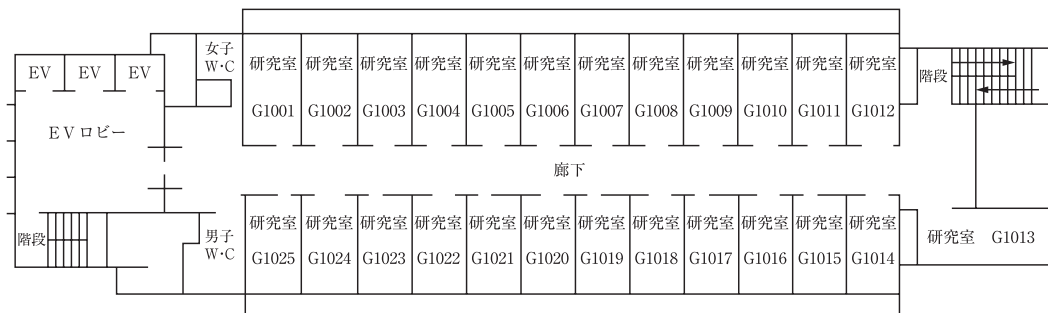 女子
W･C
EV EV EV
研究室 研究室 研究室 研究室 研究室 研究室 研究室 研究室 研究室 研究室 研究室 研究室
階段
G1001 G1002 G1003 G1004 G1005 G1006 G1007 G1008 G1009 G1010 G1011 G1012
EVロビー
廊下
研究室 研究室 研究室 研究室 研究室 研究室 研究室 研究室 研究室 研究室 研究室 研究室
階段
男子
W･C
研究室 G1013
G1025 G1024 G1023 G1022 G1021 G1020 G1019 G1018 G1017 G1016 G1015 G1014